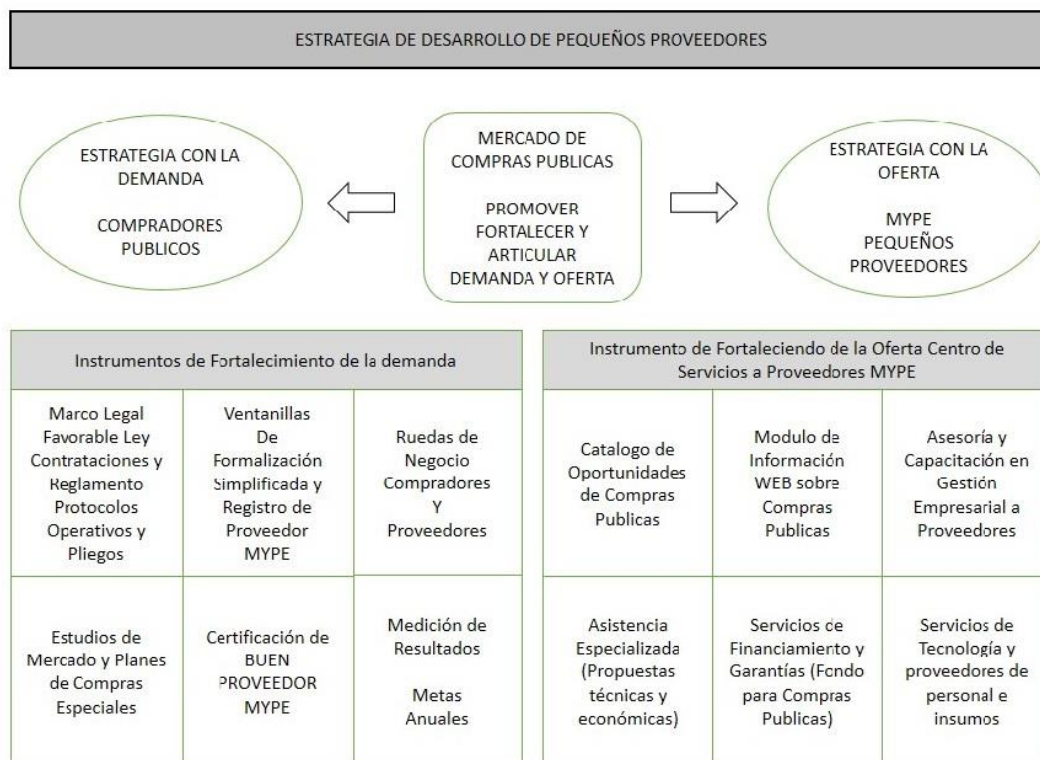 ESTRATEGIA DE DESARROLLO DE PEQUEÑOS PROVEEDORES
ESTRATEGIA CON LA
DEMANDA
COMPRADORES
PUBLICOS
MERCADO DE
COMPRAS PUBLICAS
PROMOVER
FORTALECER Y
ARTICULAR
DEMANDA Y OFERTA
ESTRATEGIA CON LA
OFERTA
MYPE
PEQUEÑOS
PROVEEDORES
Instrumentos de Fortalecimiento de la demanda
Marco Legal
Favorable Ley
Contrataciones y
Reglamento
Protocolos
Operativos y
Pliegos
Ventanillas
De
Formalización
Simplificada y
Registro de
Proveedor
MYPE
Ruedas de
Negocio
Compradores
Y
Proveedores
Estudios de
Mercado y Planes
de Compras
Especiales
Certificación de
BUEN
PROVEEDOR
MYPE
Medición de
Resultados
Metas
Anuales
Instrumento de Fortaleciendo de la Oferta Centro de
Servicios a Proveedores MYPE
Catalogo de
Oportunidades
de Compras
Publicas
Modulo de
Información
WEB sobre
Compras
Publicas
Asesoría y
Capacitación en
Gestión
Empresarial a
Proveedores
Asistencia
Especializada
(Propuestas
técnicas y
económicas)
Servicios de
Financiamiento y
Garantías (Fondo
para Compras
Publicas)
Servicios de
Tecnología y
proveedores de
personal e
insumos